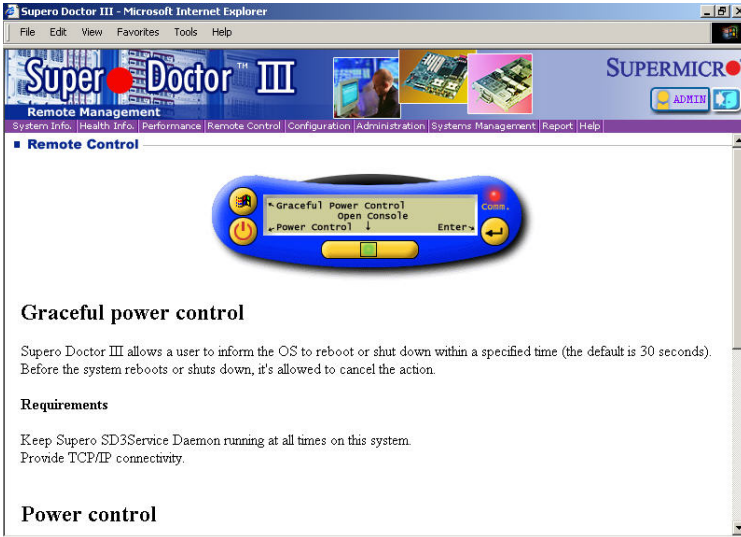 Supero Doctor III - Microsoft Internet Explorer
File Edit View Favorites Tools Help
Super Doctor TM III
SUPERMICR
Remote Management
ADMIN
System Info. Health Info. Performance Remote Control Configuration Administration Systems Management Report Help
Remote Control
Graceful Power Control
Comm.
Open Console
Power Control Enter
Graceful power control
Supero Doctor III allows a user to inform the OS to reboot or shut down within a specified time (the default is 30 seconds).
Before the system reboots or shuts down, it's allowed to cancel the action.
Requirements
Keep Supero SD3Service Daemon running at all times on this system.
Provide TCP/IP connectivity.
Power control